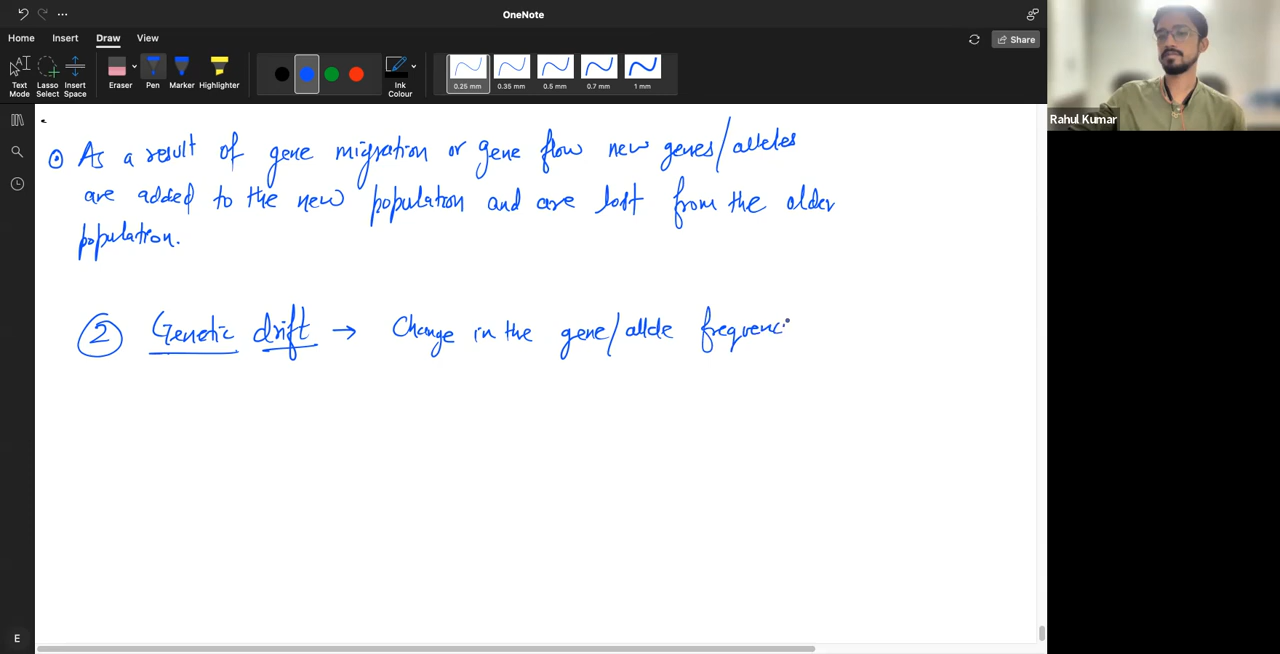 OneNote
Home Insert Draw View
Share
Text Mode
Lasso Select
Insert Space
Eraser
Pen
Marker
Highlighter
Ink Colour
0.25 mm
0.35 mm
0.5 mm
0.7 mm
1 mm
Rahul Kumar
As a result of gene migration or gene flow new genes/alleles
are added to the new population and are lost from the older
population.
② Genetic drift → Change in the gene/allele frequenci
E